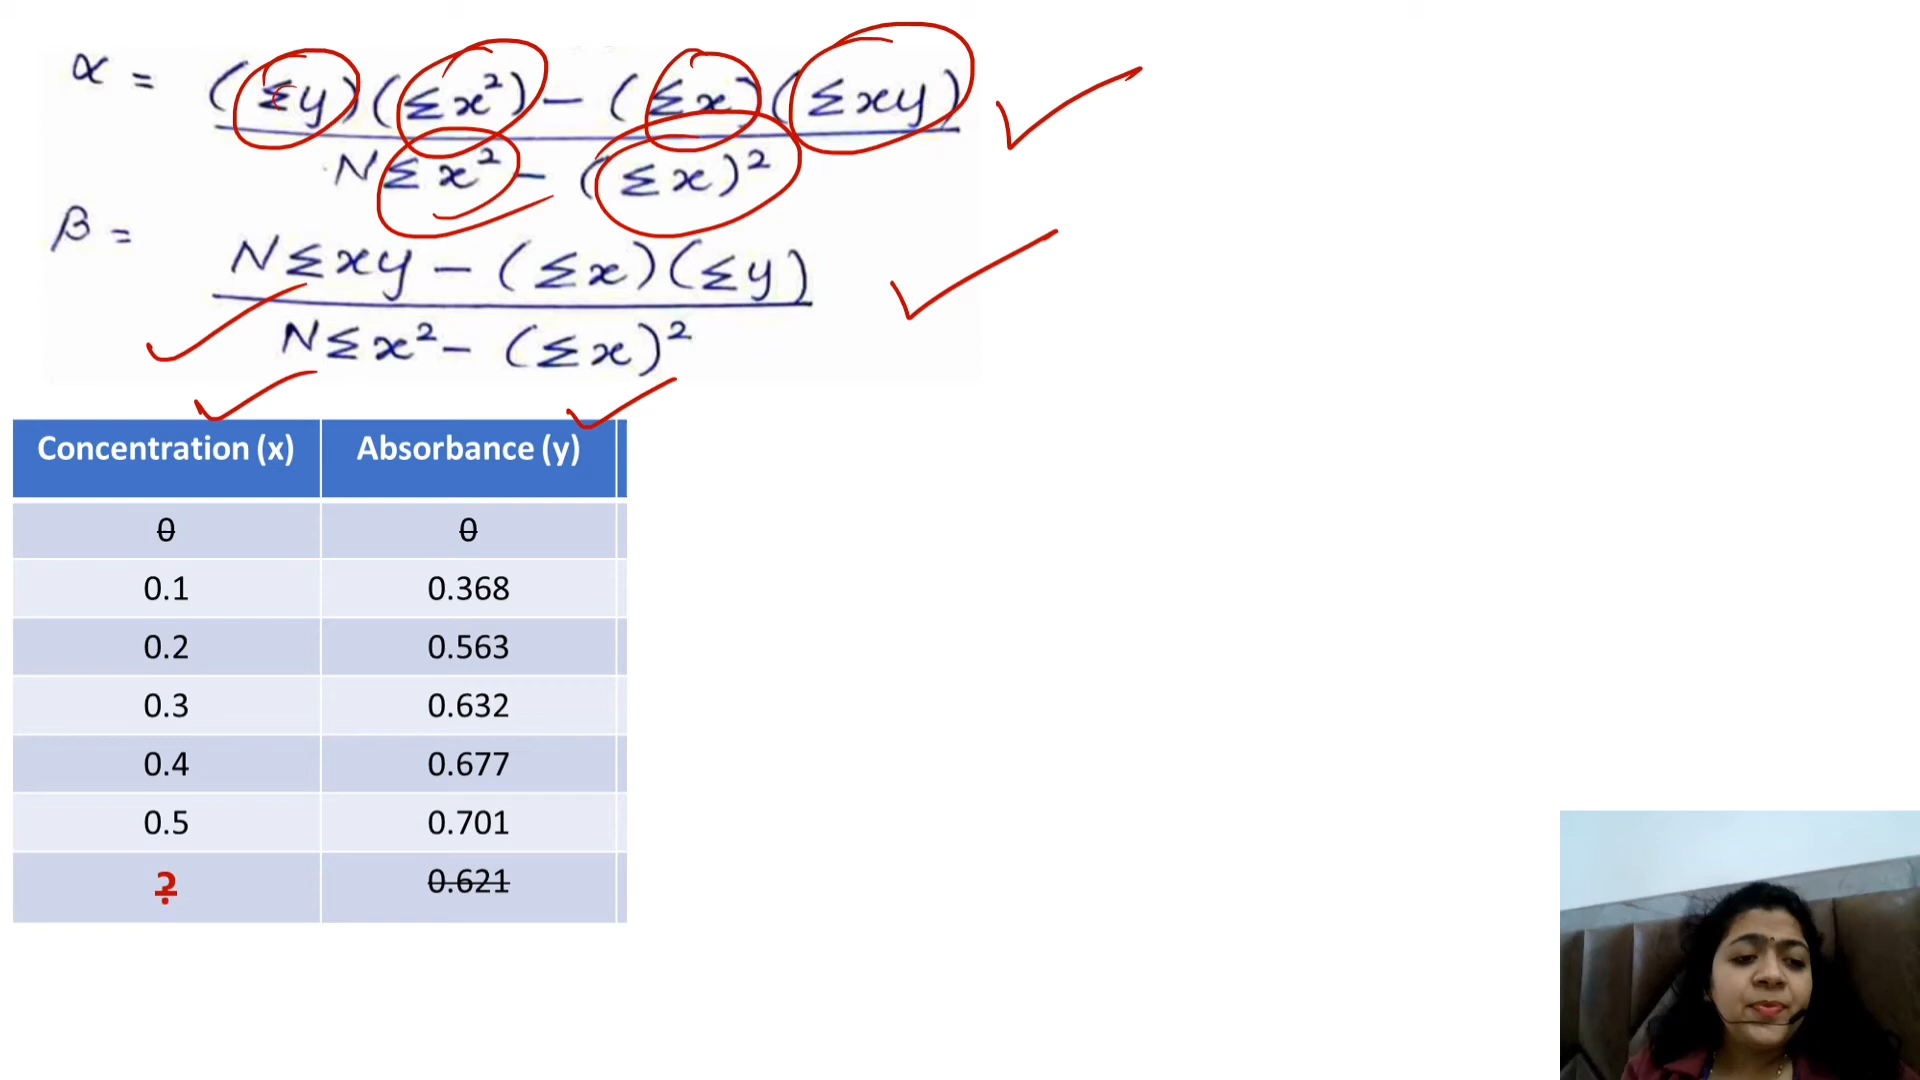 α = (Σy)(Σx²) - (Σx)(Σxy)
NΣx² - (Σx)²
β = NΣxy - (Σx)(Σy)
NΣx² - (Σx)²
Concentration (x) Absorbance (y)
0 0
0.1 0.368
0.2 0.563
0.3 0.632
0.4 0.677
0.5 0.701
? 0.621